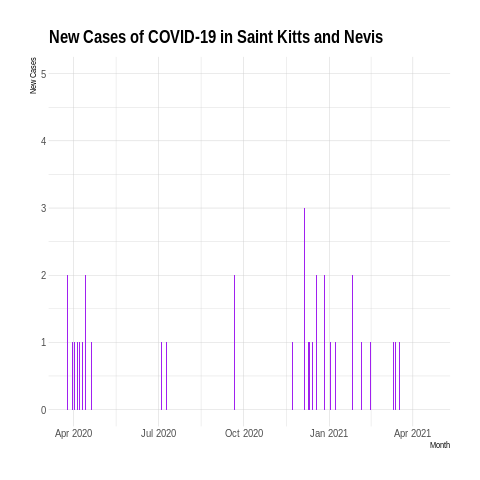 New Cases of COVID-19 in Saint Kitts and Nevis
New Cases
5
4
3
2
1
0
Apr 2020 Jul 2020 Oct 2020 Jan 2021 Apr 2021
Month